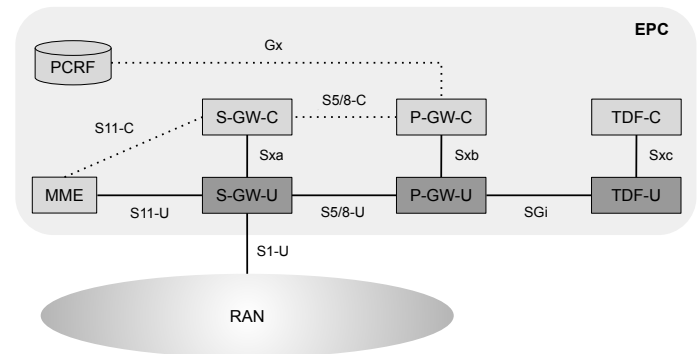 EPC
Gx
PCRF
S5/8-C
S-GW-C
P-GW-C
TDF-C
S11-C
Sxa
Sxb
Sxc
MME
S-GW-U
P-GW-U
TDF-U
S11-U
S5/8-U
SGi
S1-U
RAN